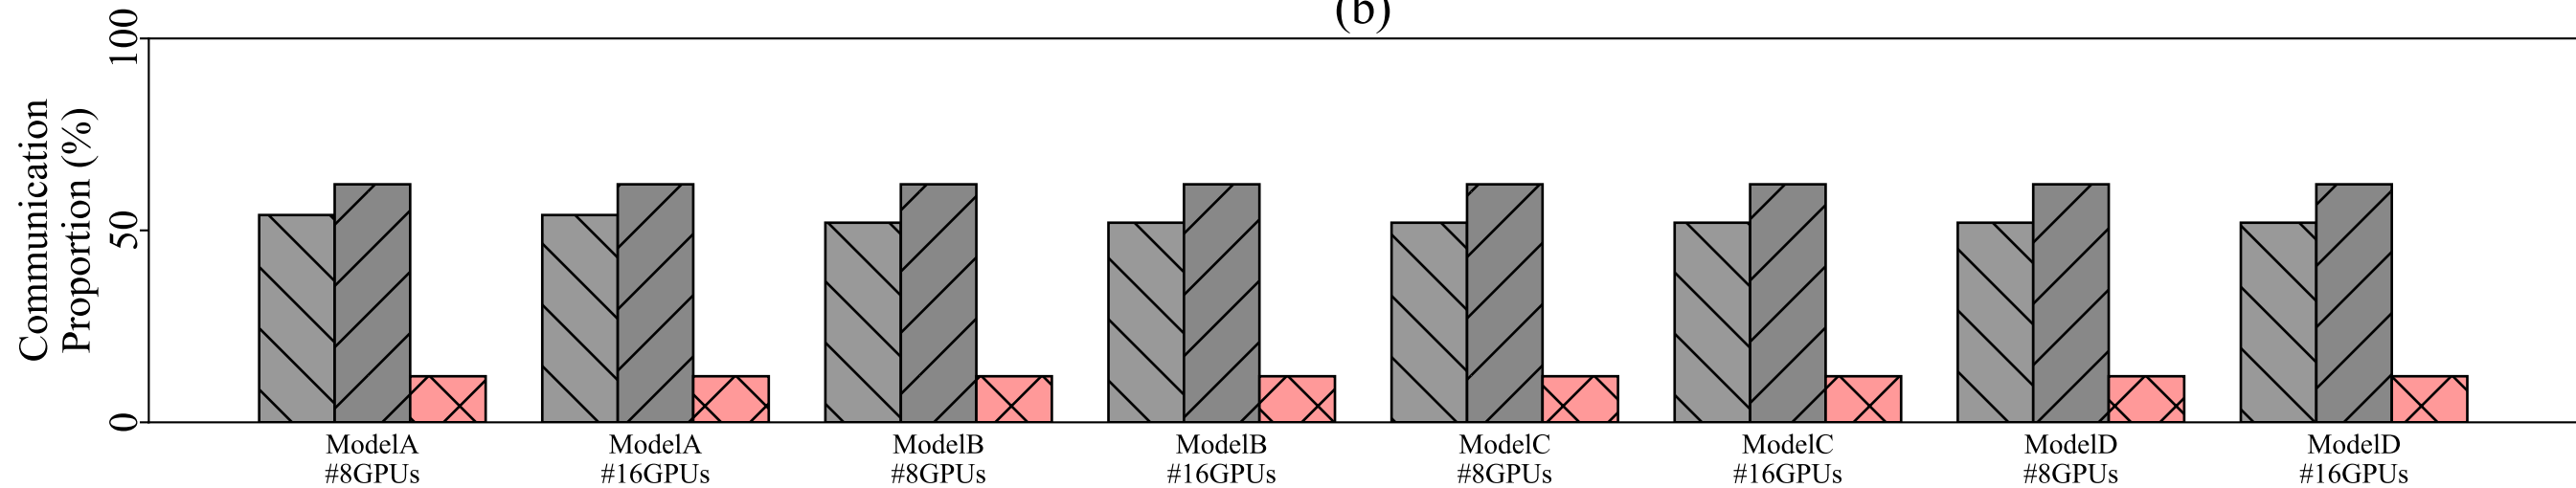 (b)
100
50
0
Communication
Proportion (%)
ModelA
#8GPUs
ModelA
#16GPUs
ModelB
#8GPUs
ModelB
#16GPUs
ModelC
#8GPUs
ModelC
#16GPUs
ModelD
#8GPUs
ModelD
#16GPUs